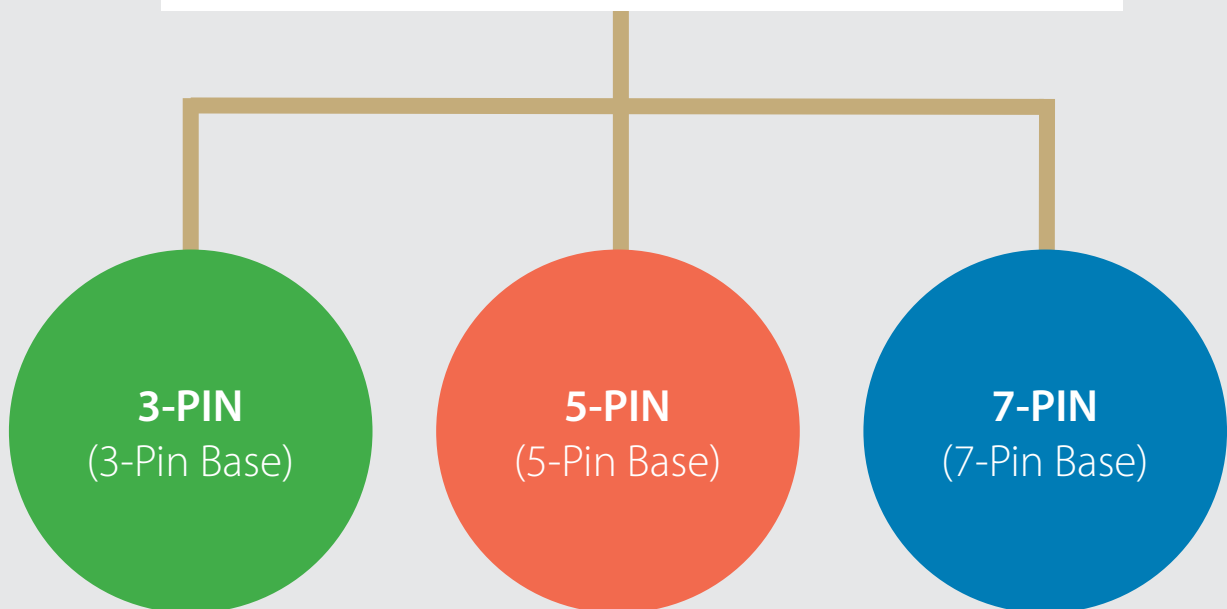 3-PIN
(3-Pin Base)
5-PIN
(5-Pin Base)
7-PIN
(7-Pin Base)